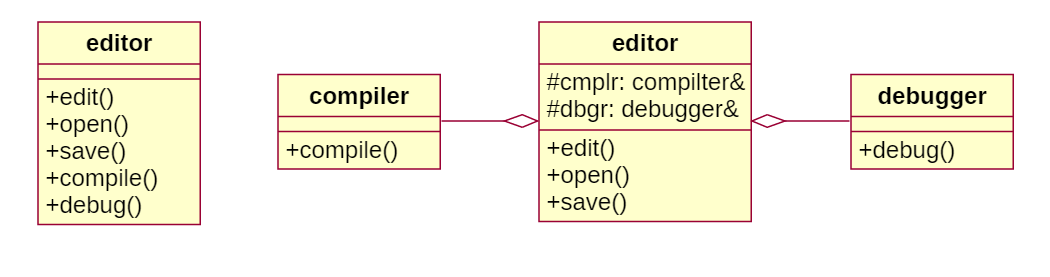 editor
+edit()
+open()
+save()
+compile()
+debug()
compiler
+compile()
editor
#cmplr: compilter&
#dbgr: debugger&
+edit()
+open()
+save()
debugger
+debug()